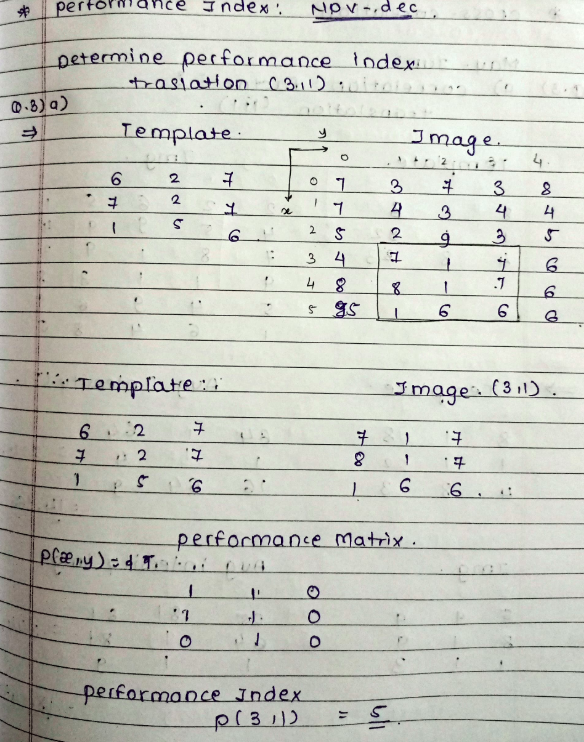 * performance Index: Nov-dec.
Determine performance Index
traslation (3,1).
Q.3) a)
⇒ Template. y Image.
0 1 2 3 4
6 2 7 0 7 3 7 3 8
7 2 7 x 1 7 4 3 4 4
1 5 6 2 5 2 9 3 5
3 4 7 1 7 6
4 8 8 1 7 6
5 5 1 6 6 6
Template: Image. (3,1).
6 2 7 7 1 7
7 2 7 8 1 7
1 5 6 1 6 6.
performance Matrix.
P(x,y) =
1 1 0
1 1 0
0 1 0
performance Index
p(3,1) = 5